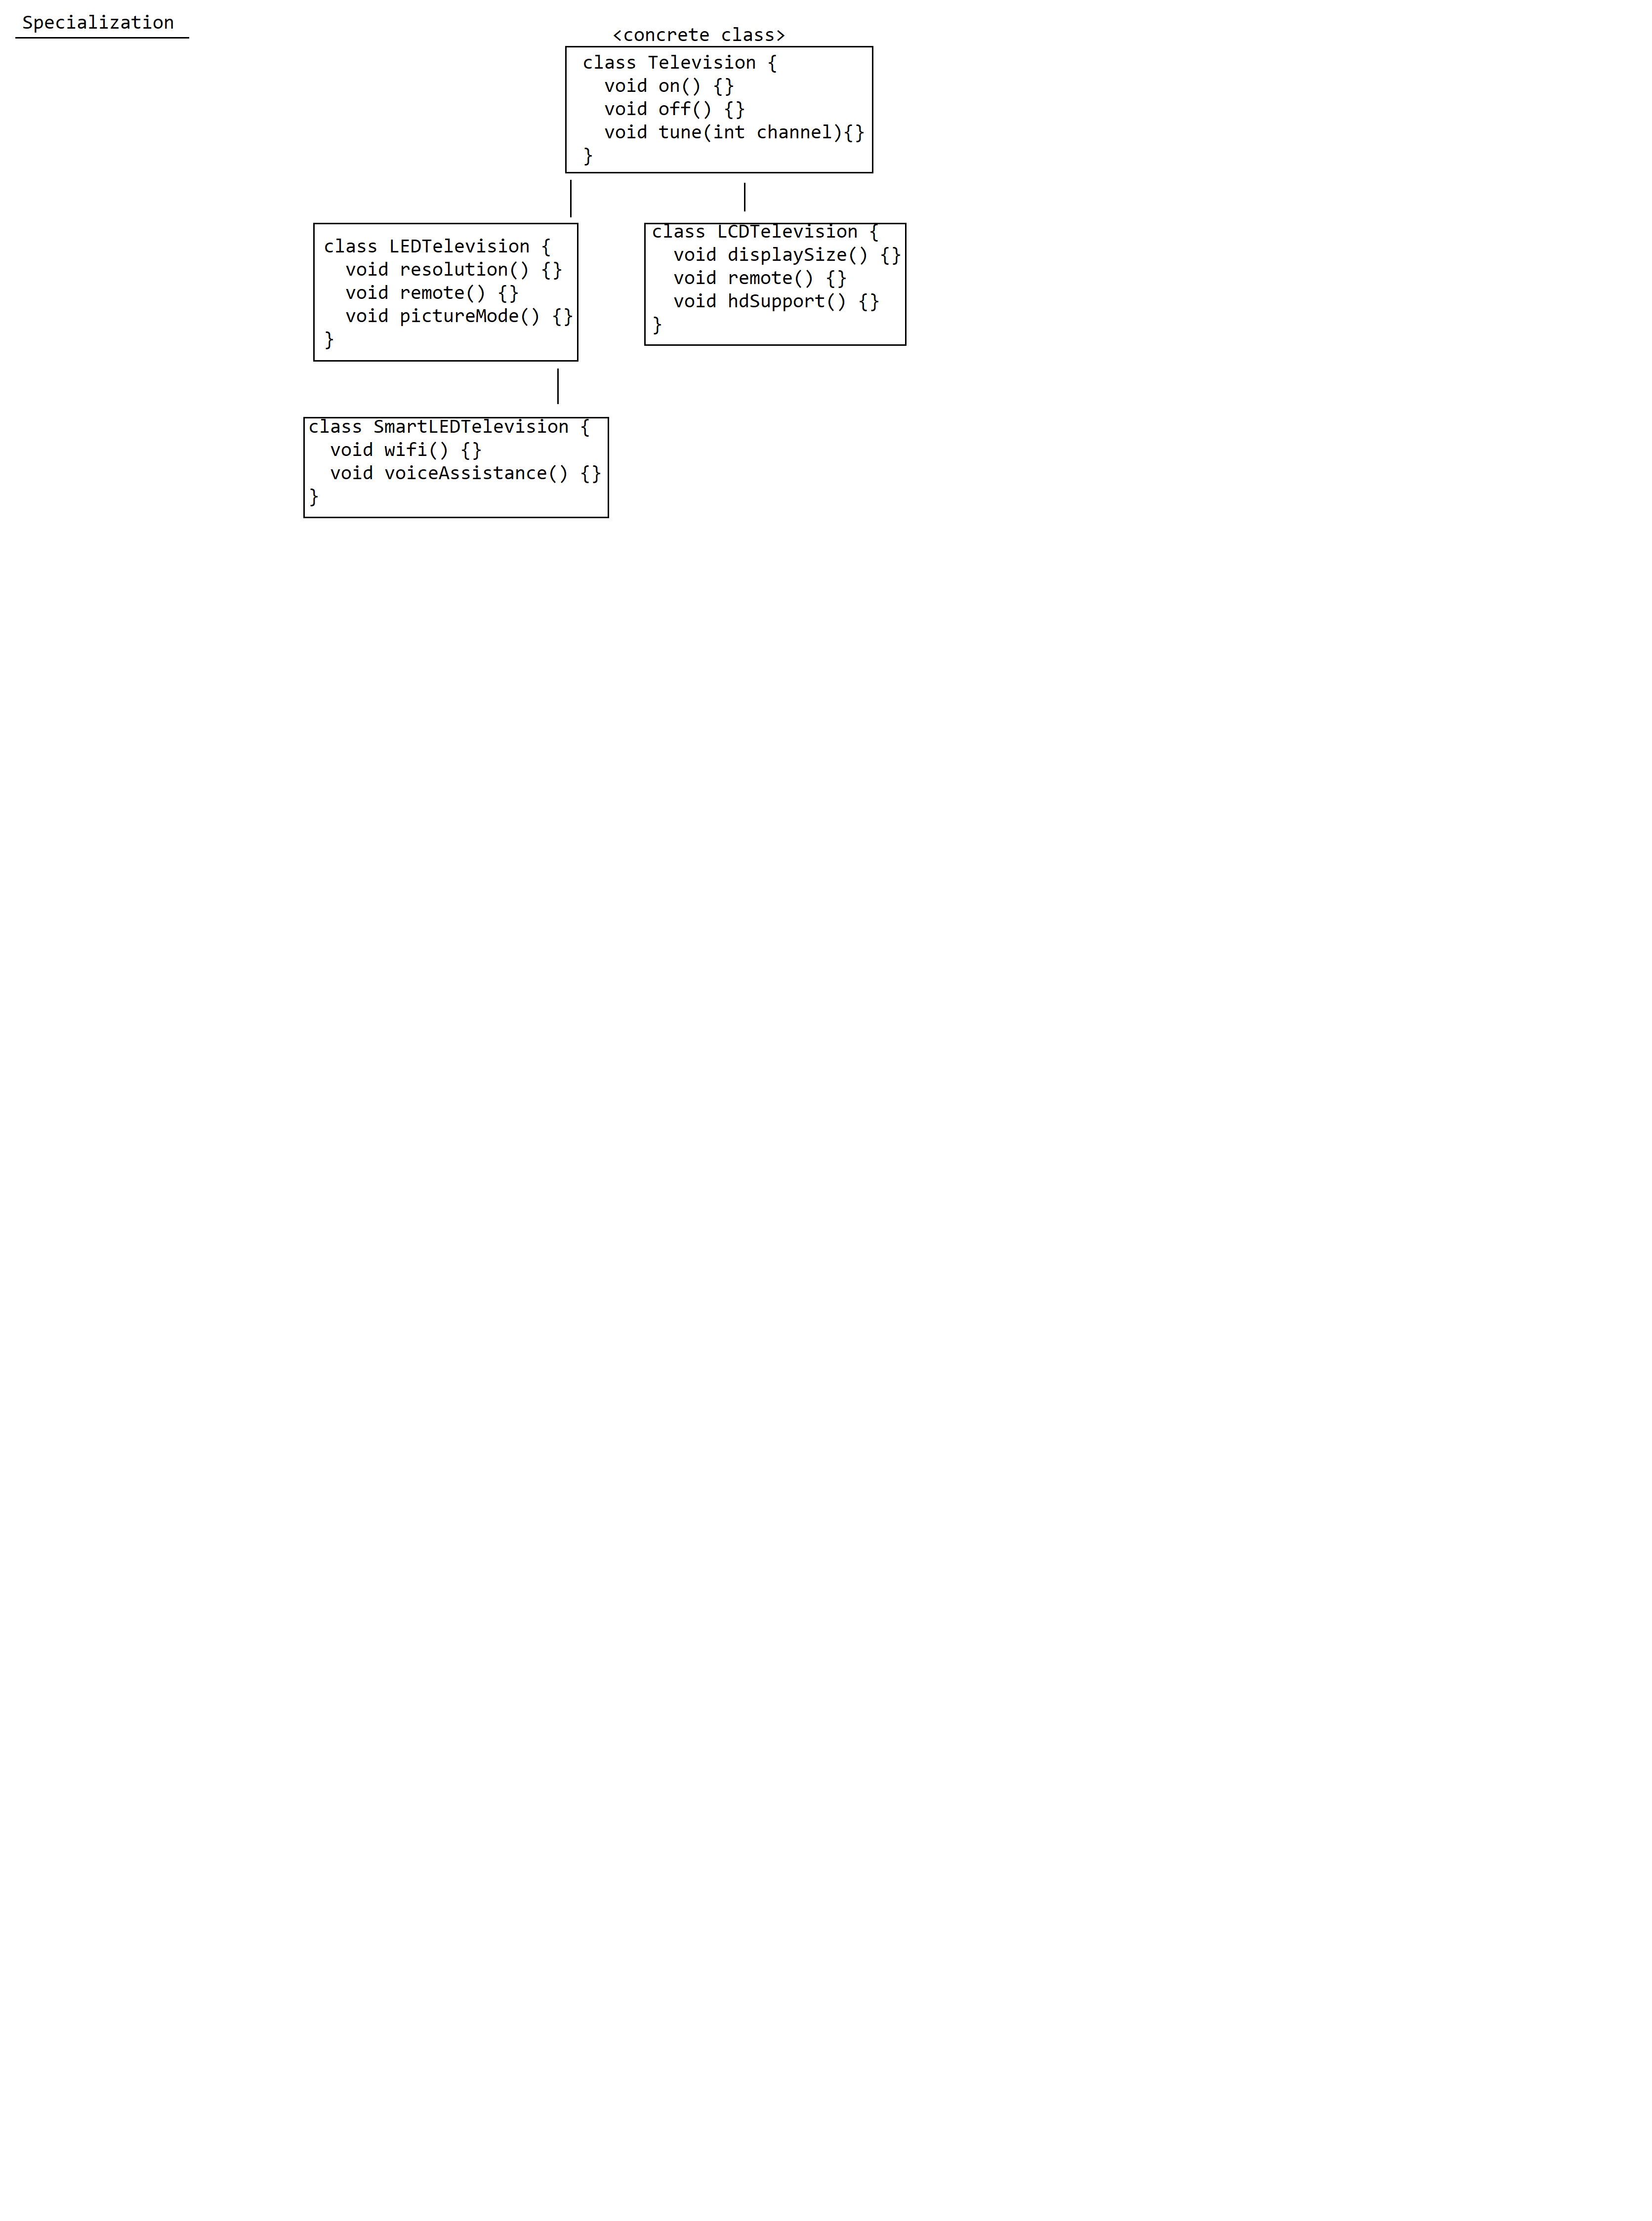 Specialization
<concrete class>
class Television {
  void on() {}
  void off() {}
  void tune(int channel){}
}
class LEDTelevision {
  void resolution() {}
  void remote() {}
  void pictureMode() {}
}
class LCDTelevision {
  void displaySize() {}
  void remote() {}
  void hdSupport() {}
}
class SmartLEDTelevision {
  void wifi() {}
  void voiceAssistance() {}
}